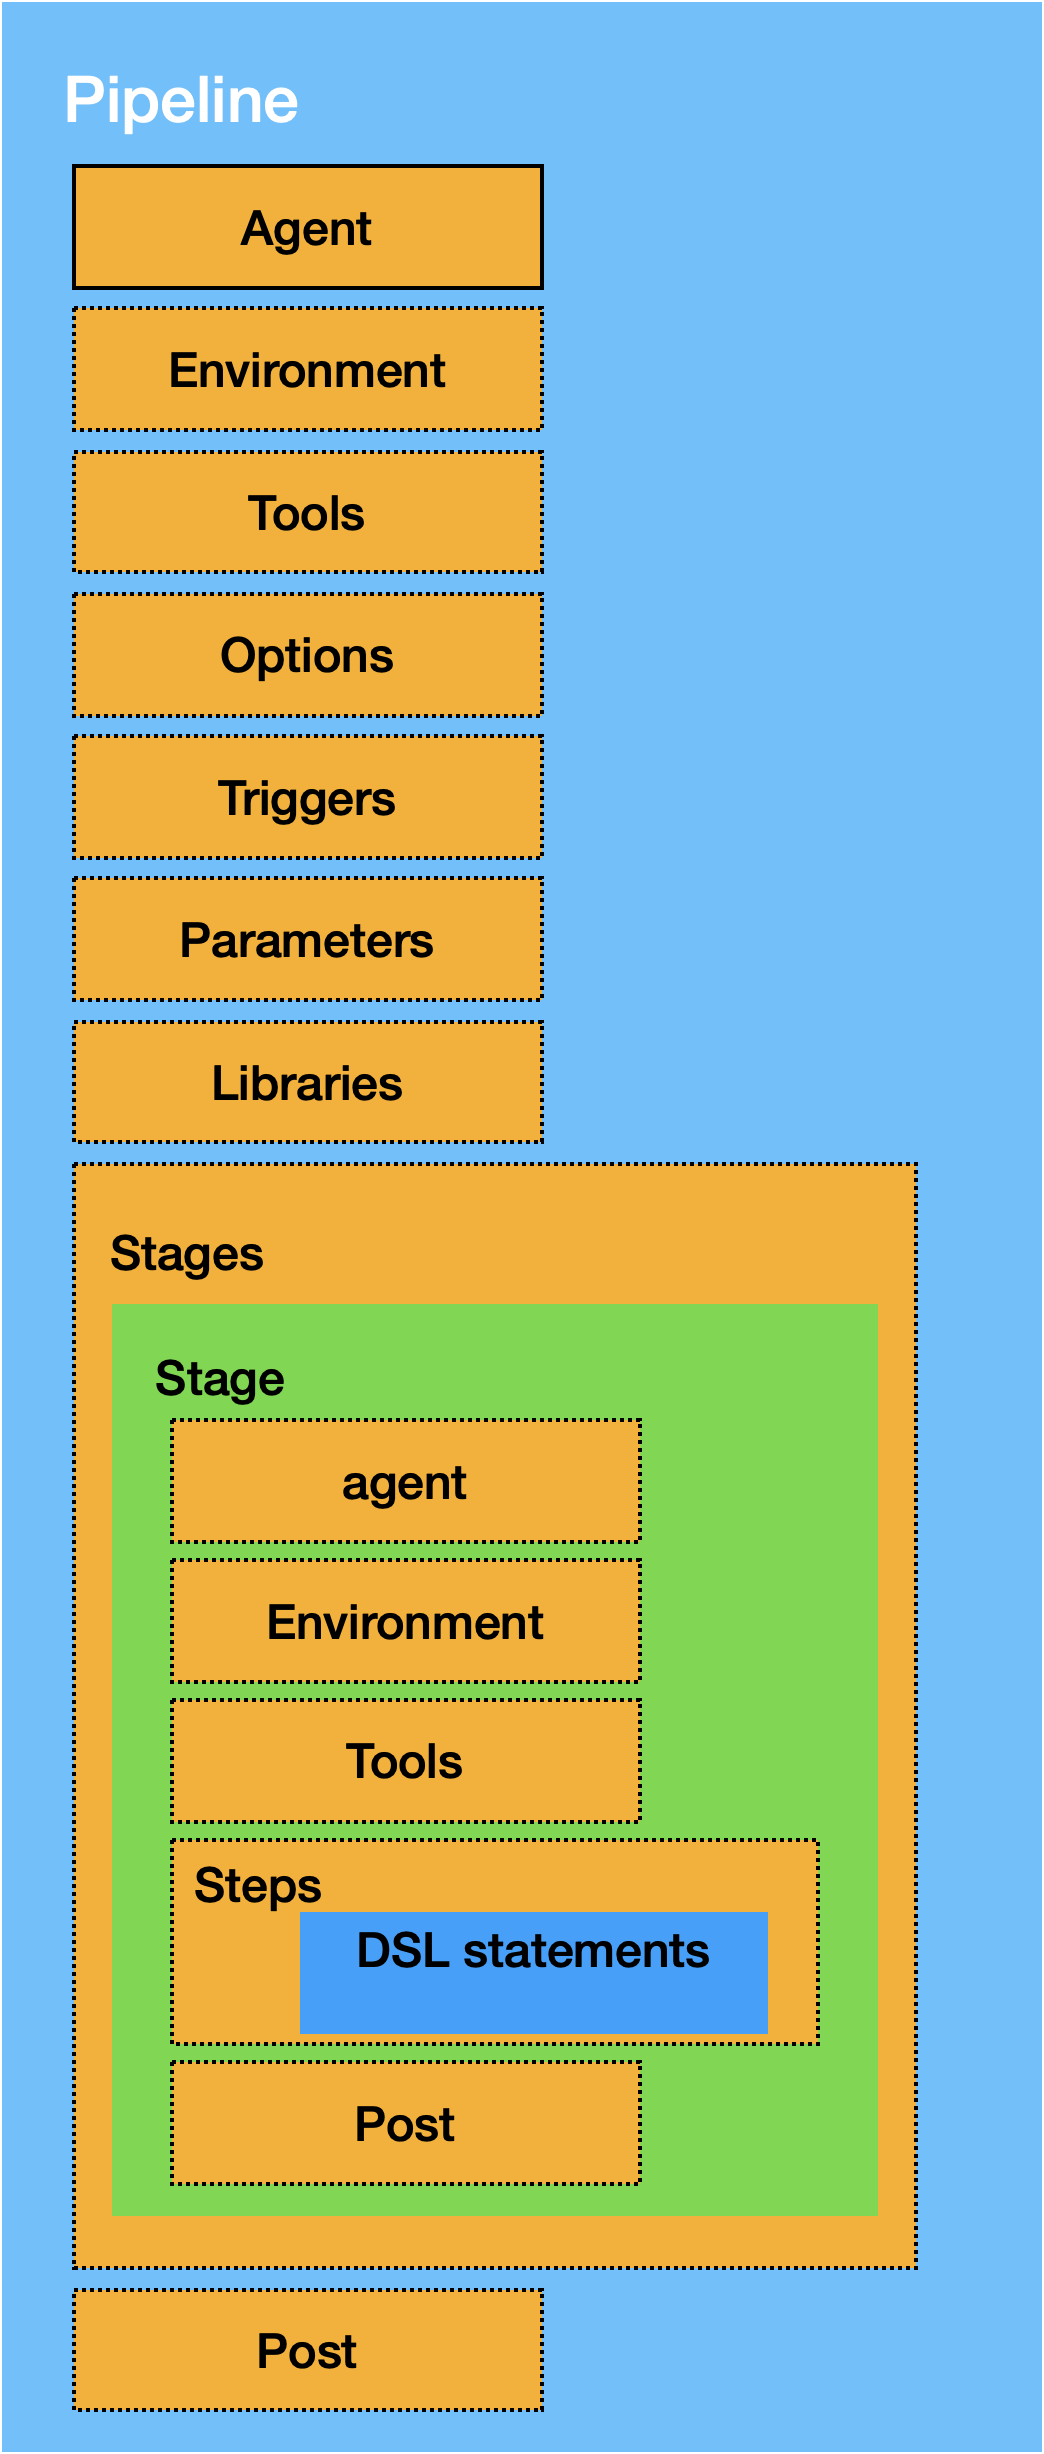 Pipeline
Agent
Environment
Tools
Options
Triggers
Parameters
Libraries
Stages
Stage
agent
Environment
Tools
Steps
DSL statements
Post
Post